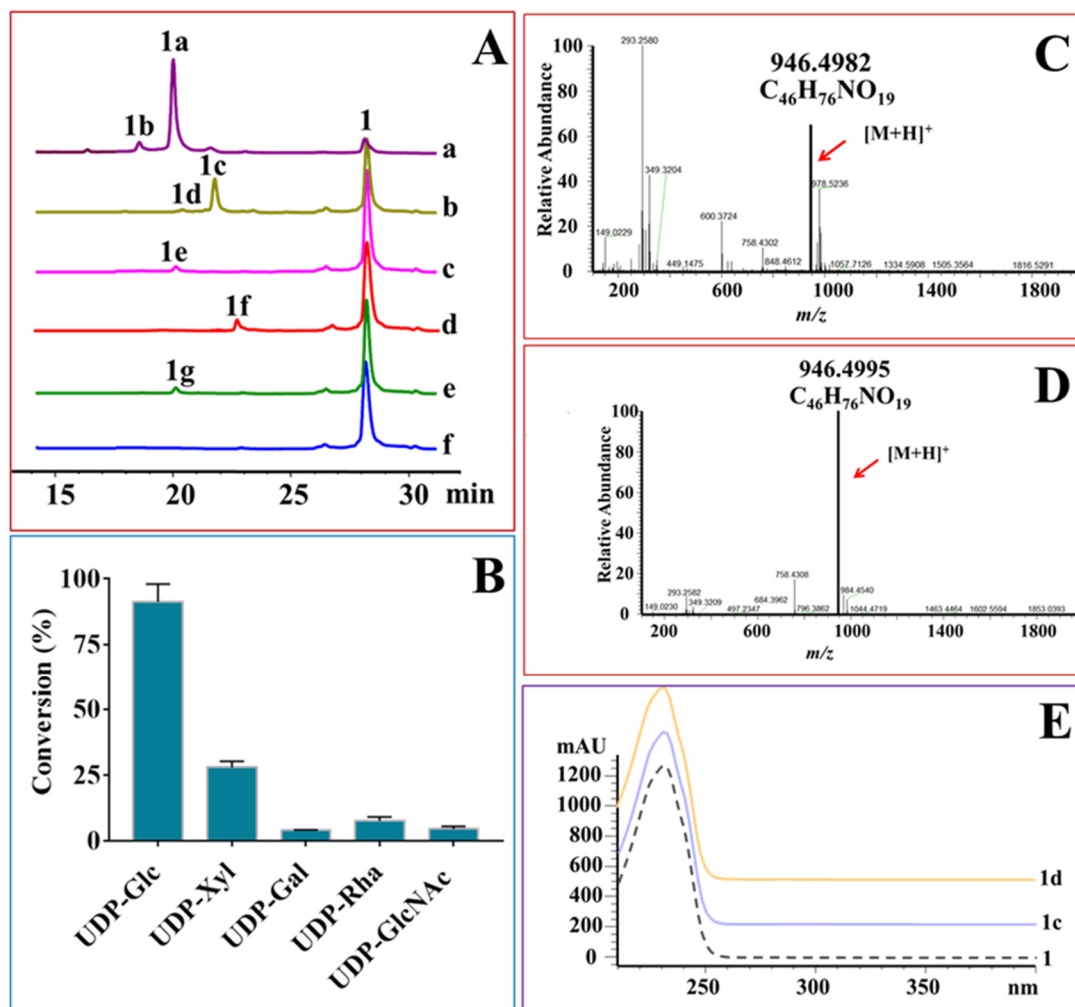 A
1a
1b
1
a
1c
1d
b
1e
c
1f
d
1g
e
f
15
20
25
30
min
B
Conversion (%)
100
75
50
25
0
UDP-Glc
UDP-Xyl
UDP-Gal
UDP-Rha
UDP-GlcNAc
C
946.4982
C₄₆H₇₆NO₁₉
[M+H]⁺
Relative Abundance
100
80
60
40
20
0
293.2580
349.3204
978.5236
600.3724
149.0229
758.4302
449.1475
848.4612
1057.7126
1334.5908
1505.3564
1816.5291
200
600
1000
1400
1800
m/z
D
946.4995
C₄₆H₇₆NO₁₉
[M+H]⁺
Relative Abundance
100
80
60
40
20
0
758.4308
293.2582
984.4540
149.0230
349.3209
684.3962
497.2347
796.3862
1044.4719
1463.4464
1602.5594
1853.0393
200
600
1000
1400
1800
m/z
E
mAU
1200
1000
800
600
400
200
0
1d
1c
1
250
300
350
nm